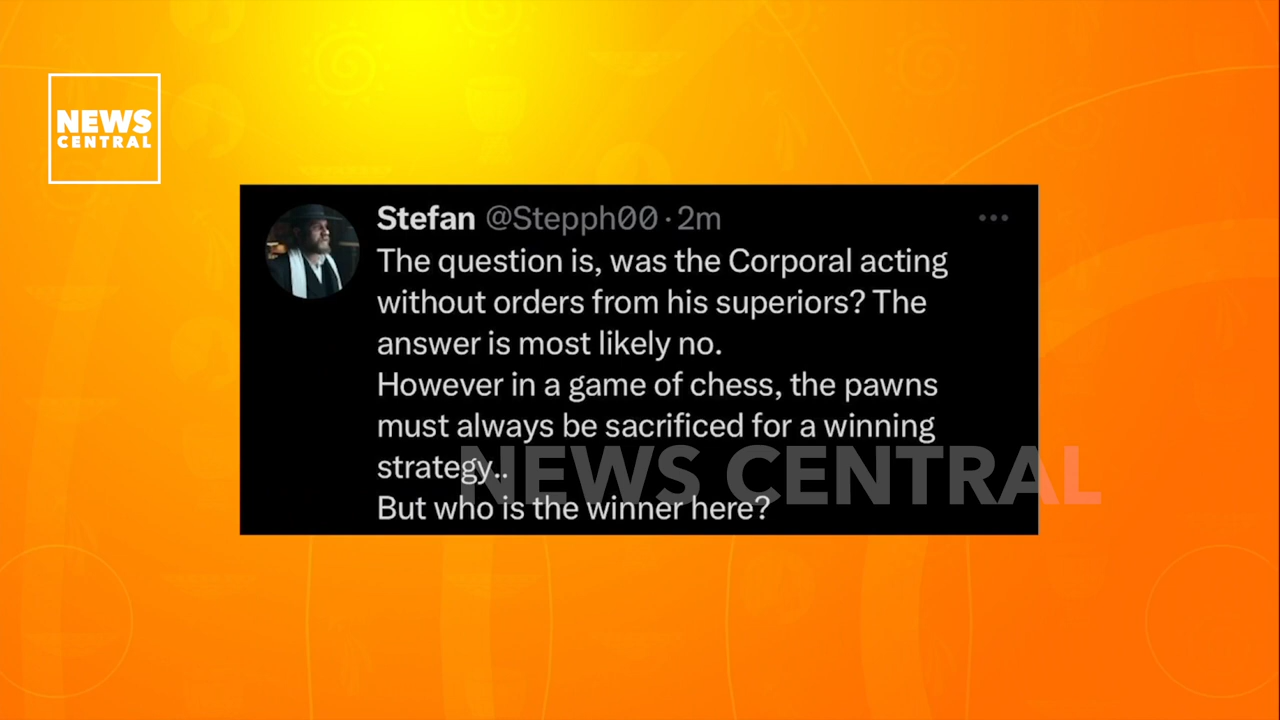 NEWS
CENTRAL
Stefan @Stepph00 · 2m
The question is, was the Corporal acting
without orders from his superiors? The
answer is most likely no.
However in a game of chess, the pawns
must always be sacrificed for a winning
strategy..
NEWS CENTRAL
But who is the winner here?